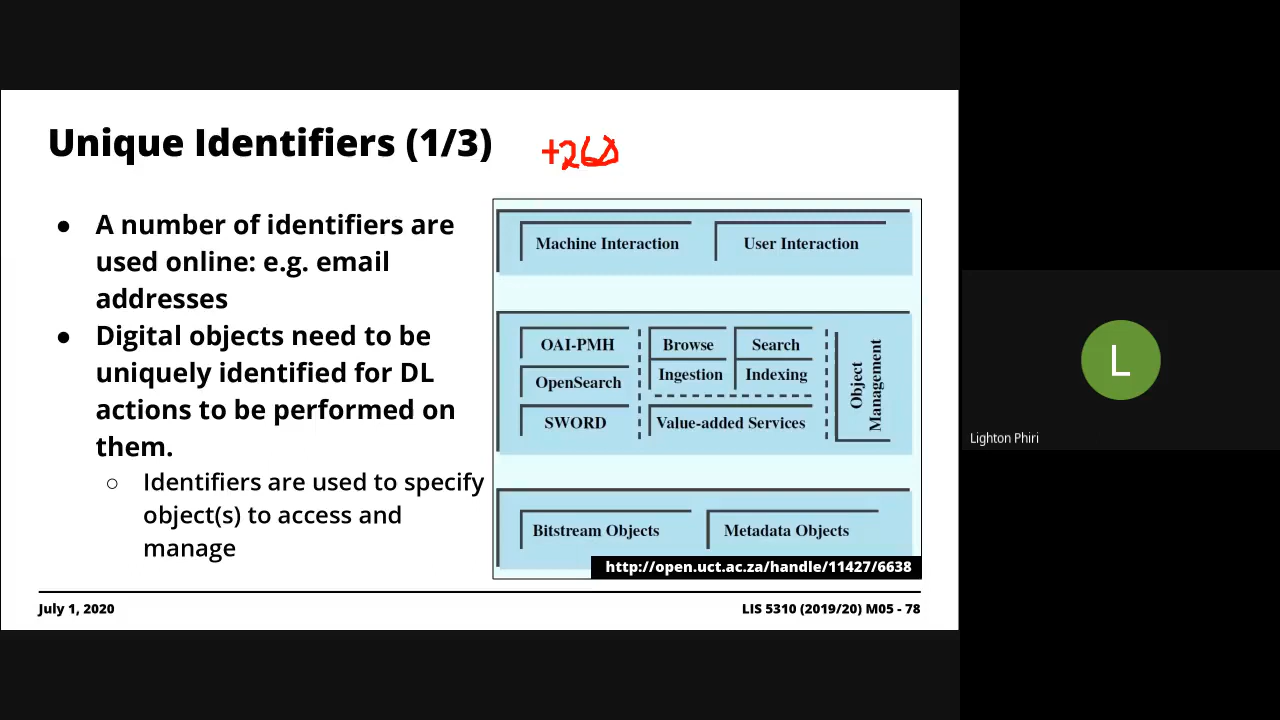 Unique Identifiers (1/3)
+260
● A number of identifiers are
used online: e.g. email
addresses
● Digital objects need to be
uniquely identified for DL
actions to be performed on
them.
○ Identifiers are used to specify
object(s) to access and
manage
Machine Interaction
User Interaction
OAI-PMH
OpenSearch
SWORD
Browse
Search
Ingestion
Indexing
Value-added Services
Object
Management
Bitstream Objects
Metadata Objects
http://open.uct.ac.za/handle/11427/6638
July 1, 2020
LIS 5310 (2019/20) M05 - 78
L
Lighton Phiri